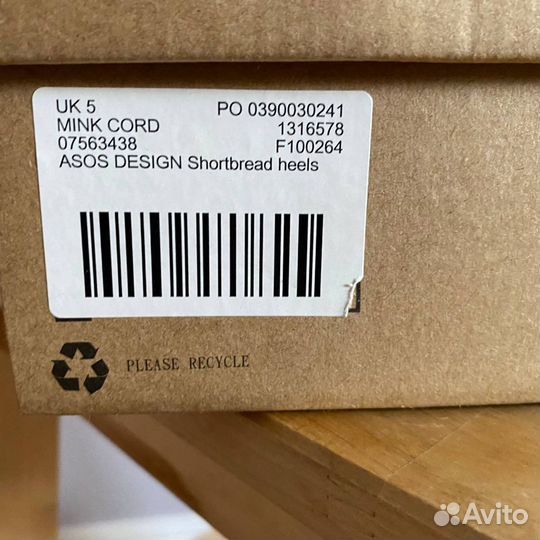 UK 5 PO 0390030241
MINK CORD 1316578
07563438 F100264
ASOS DESIGN Shortbread heels
PLEASE RECYCLE
Avito